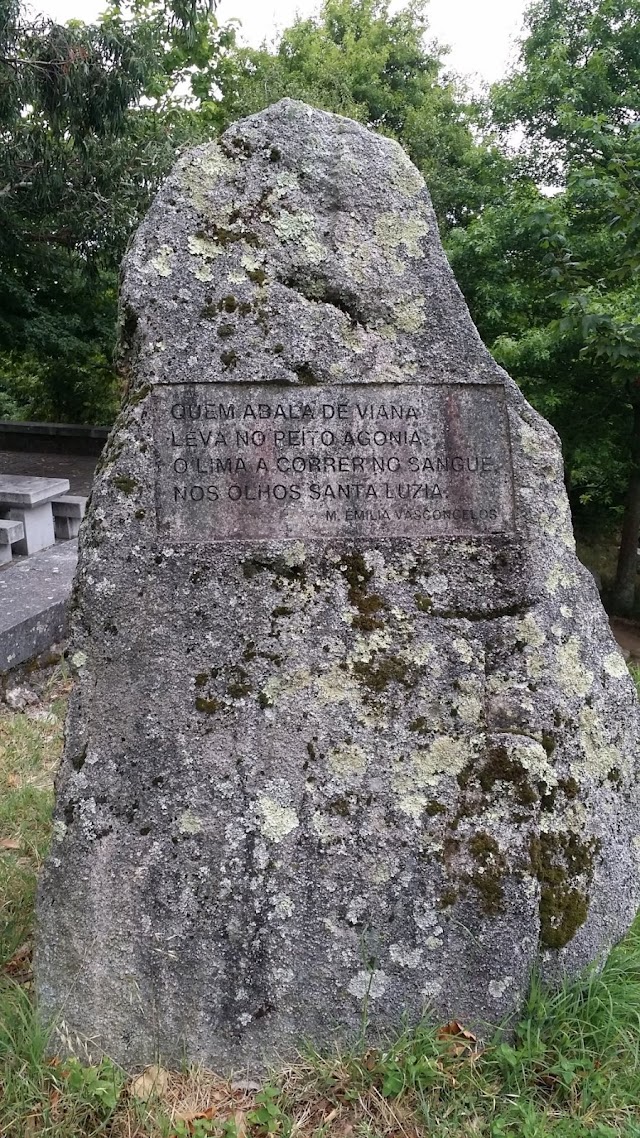 QUEM ABALA DE VIANA
LEVA NO PEITO AGONIA.
O LIMA A CORRER NO SANGUE.
NOS OLHOS SANTA LUZIA.
M. EMILIA VASCONCELOS